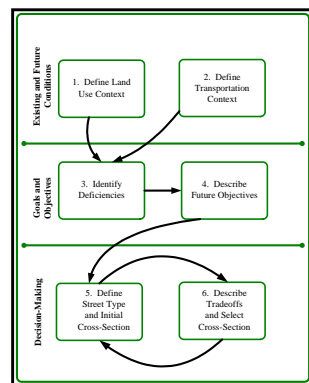 Existing and Future
Conditions
1. Define Land
Use Context
2. Define
Transportation
Context
Goals and
Objectives
3. Identify
Deficiencies
4. Describe
Future Objectives
Decision-Making
5. Define
Street Type
and Initial
Cross-Section
6. Describe
Tradeoffs
and Select
Cross-Section